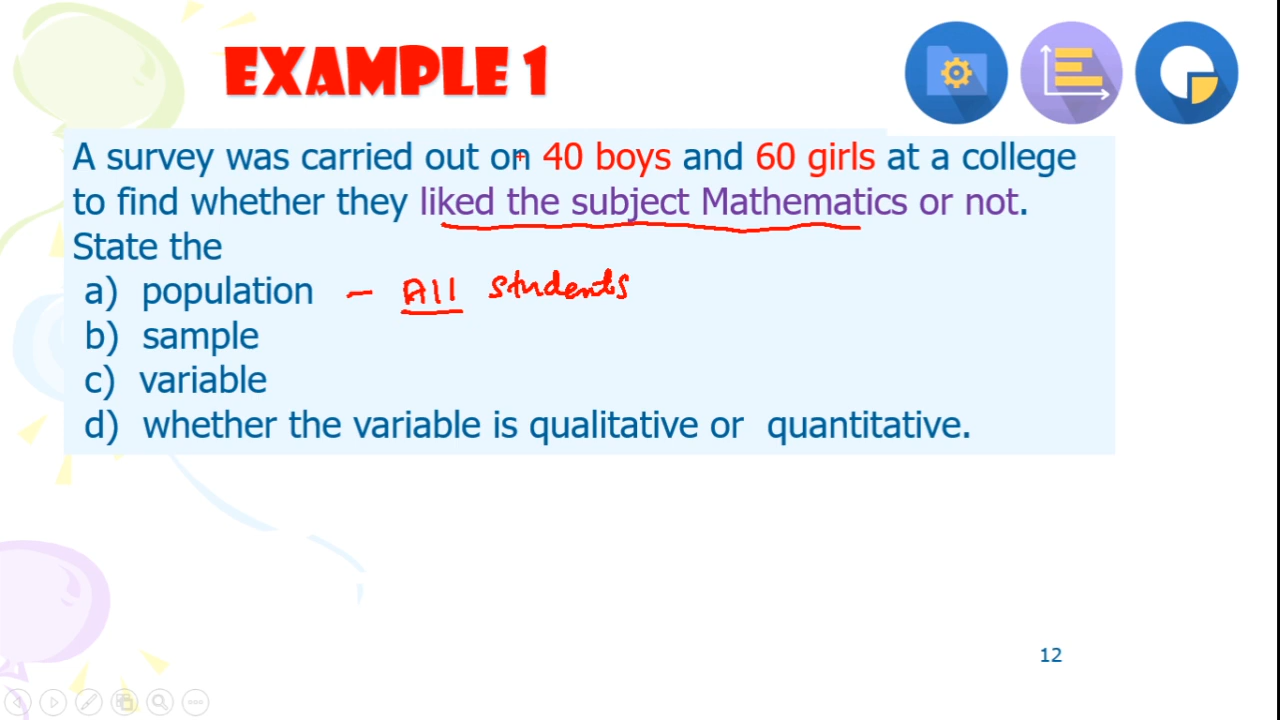 EXAMPLE 1
A survey was carried out on 40 boys and 60 girls at a college
to find whether they liked the subject Mathematics or not.
State the
a) population – All students
b) sample
c) variable
d) whether the variable is qualitative or quantitative.
12